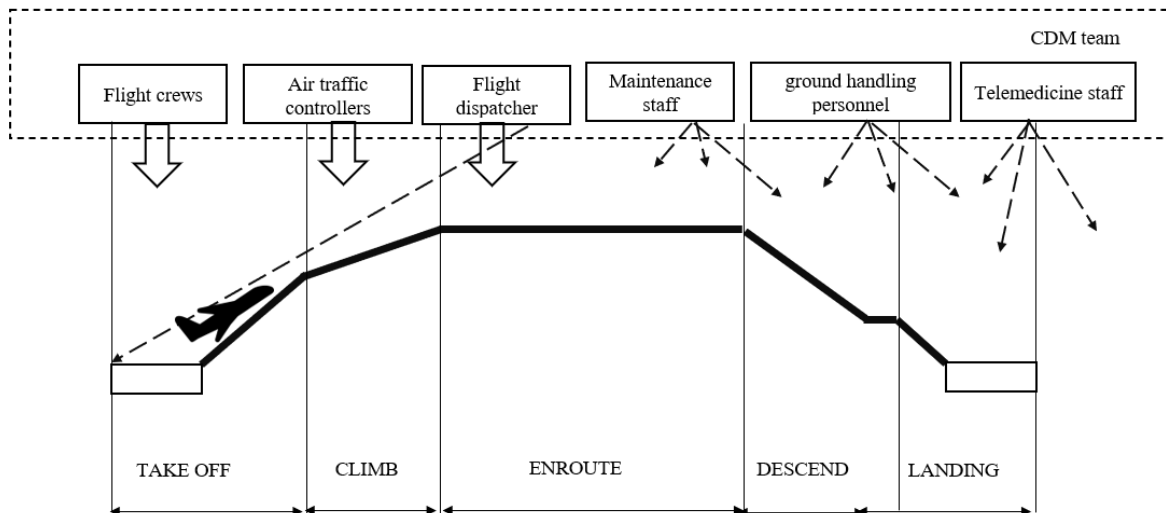 CDM team
Flight crews
Air traffic
controllers
Flight
dispatcher
Maintenance
staff
ground handling
personnel
Telemedicine staff
TAKE OFF
CLIMB
ENROUTE
DESCEND
LANDING